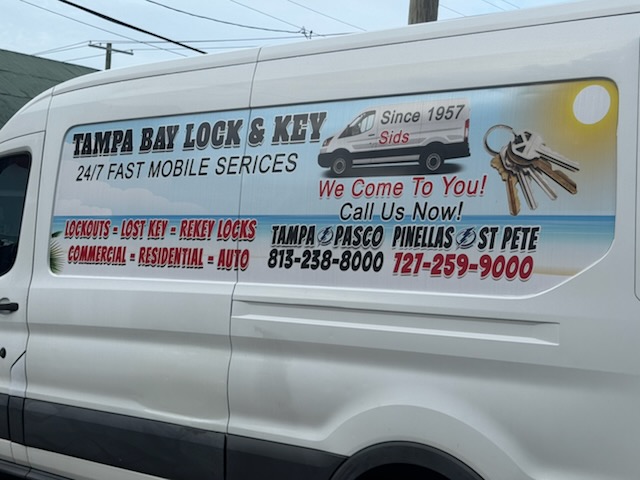 TAMPA BAY LOCK & KEY
24/7 FAST MOBILE SERICES
Since 1957
Sids
We Come To You!
Call Us Now!
LOCKOUTS = LOST KEY = REKEY LOCKS
COMMERCIAL = RESIDENTIAL = AUTO
TAMPA PASCO
813-238-8000
PINELLAS ST PETE
727-259-9000